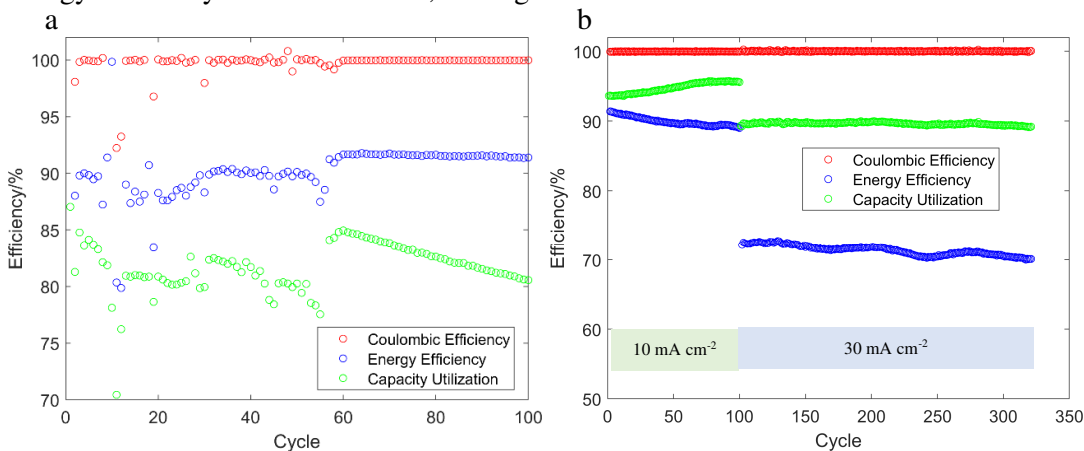 a
Efficiency/%
100
95
90
85
80
75
70
0
20
40
60
80
100
Cycle
Coulombic Efficiency
Energy Efficiency
Capacity Utilization
b
Efficiency/%
100
90
80
70
60
50
0
50
100
150
200
250
300
350
Cycle
Coulombic Efficiency
Energy Efficiency
Capacity Utilization
10 mA cm-2
30 mA cm-2